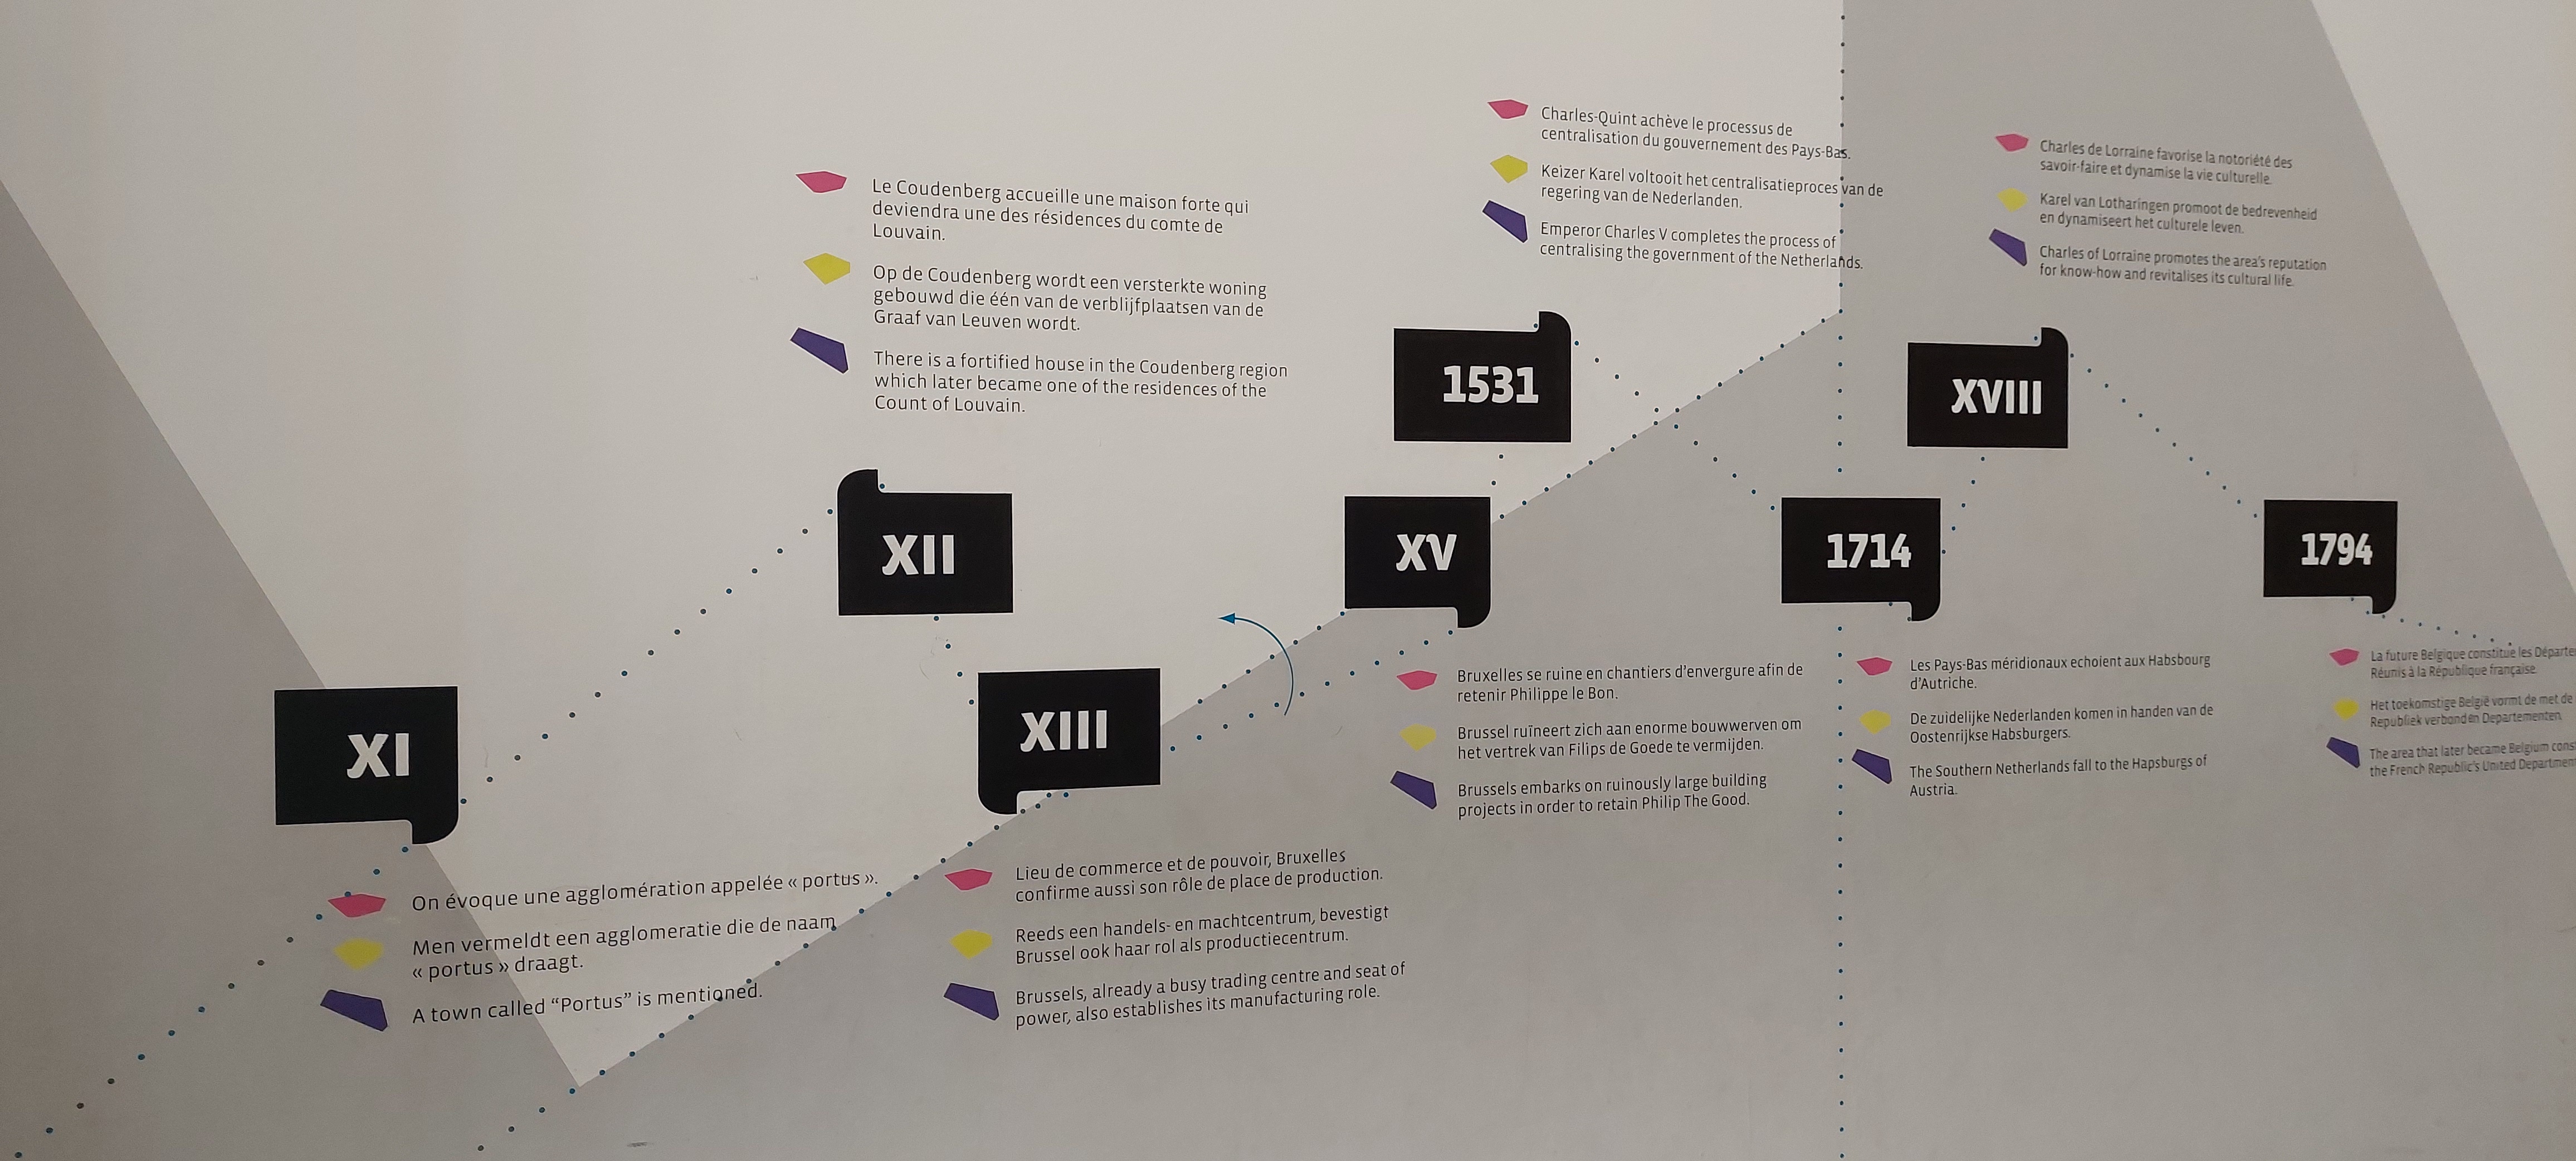 XI
On évoque une agglomération appelée « portus ».
Men vermeldt een agglomeratie die de naam
« portus » draagt.
A town called “Portus” is mentioned.
Le Coudenberg accueille une maison forte qui
deviendra une des résidences du comte de
Louvain.
Op de Coudenberg wordt een versterkte woning
gebouwd die één van de verblijfplaatsen van de
Graaf van Leuven wordt.
There is a fortified house in the Coudenberg region
which later became one of the residences of the
Count of Louvain.
XII
XIII
Lieu de commerce et de pouvoir, Bruxelles
confirme aussi son rôle de place de production.
Reeds een handels- en machtcentrum, bevestigt
Brussel ook haar rol als productiecentrum.
Brussels, already a busy trading centre and seat of
power, also establishes its manufacturing role.
XV
Bruxelles se ruine en chantiers d’envergure afin de
retenir Philippe le Bon.
Brussel ruïneert zich aan enorme bouwwerven om
het vertrek van Filips de Goede te vermijden.
Brussels embarks on ruinously large building
projects in order to retain Philip The Good.
Charles-Quint achève le processus de
centralisation du gouvernement des Pays-Bas.
Keizer Karel voltooit het centralisatieproces van de
regering van de Nederlanden.
Emperor Charles V completes the process of
centralising the government of the Netherlands.
1531
1714
Les Pays-Bas méridionaux echoient aux Habsbourg
d’Autriche.
De zuidelijke Nederlanden komen in handen van de
Oostenrijkse Habsburgers.
The Southern Netherlands fall to the Hapsburgs of
Austria.
Charles de Lorraine favorise la notoriété des
savoir-faire et dynamise la vie culturelle.
Karel van Lotharingen promoot de bedrevenheid
en dynamiseert het culturele leven.
Charles of Lorraine promotes the area’s reputation
for know-how and revitalises its cultural life.
XVIII
1794
La future Belgique constitue les
Réunis à la République française.
Het toekomstige België vormt de met de
Republiek verbonden Departementen.
The area that later became Belgium
the French Republic’s United